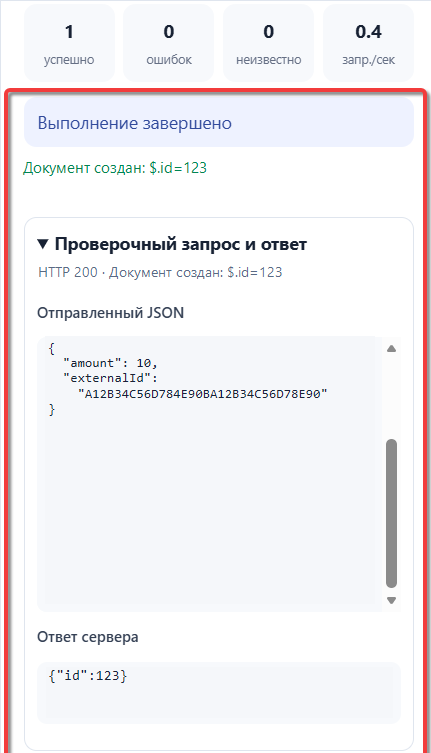 1 0 0 0.4
успешно ошибок неизвестно запр./сек
Выполнение завершено
Документ создан: $.id=123
▼ Проверочный запрос и ответ
HTTP 200 · Документ создан: $.id=123
Отправленный JSON
{
"amount": 10,
"externalId":
"A12B34C56D784E90BA12B34C56D78E90"
}
Ответ сервера
{"id":123}